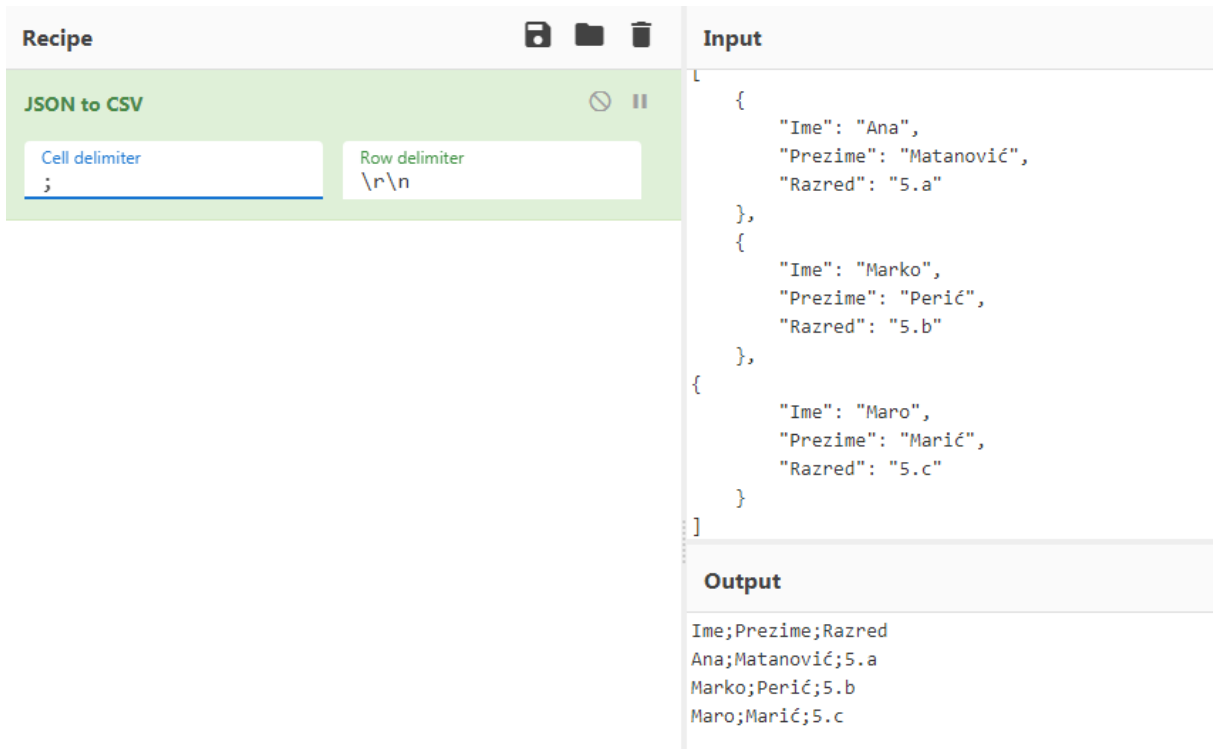 Recipe
JSON to CSV
Cell delimiter
;
Row delimiter
\r\n
Input
[
    {
        "Ime": "Ana",
        "Prezime": "Matanović",
        "Razred": "5.a"
    },
    {
        "Ime": "Marko",
        "Prezime": "Perić",
        "Razred": "5.b"
    },
{
        "Ime": "Maro",
        "Prezime": "Marić",
        "Razred": "5.c"
    }
]
Output
Ime;Prezime;Razred
Ana;Matanović;5.a
Marko;Perić;5.b
Maro;Marić;5.c